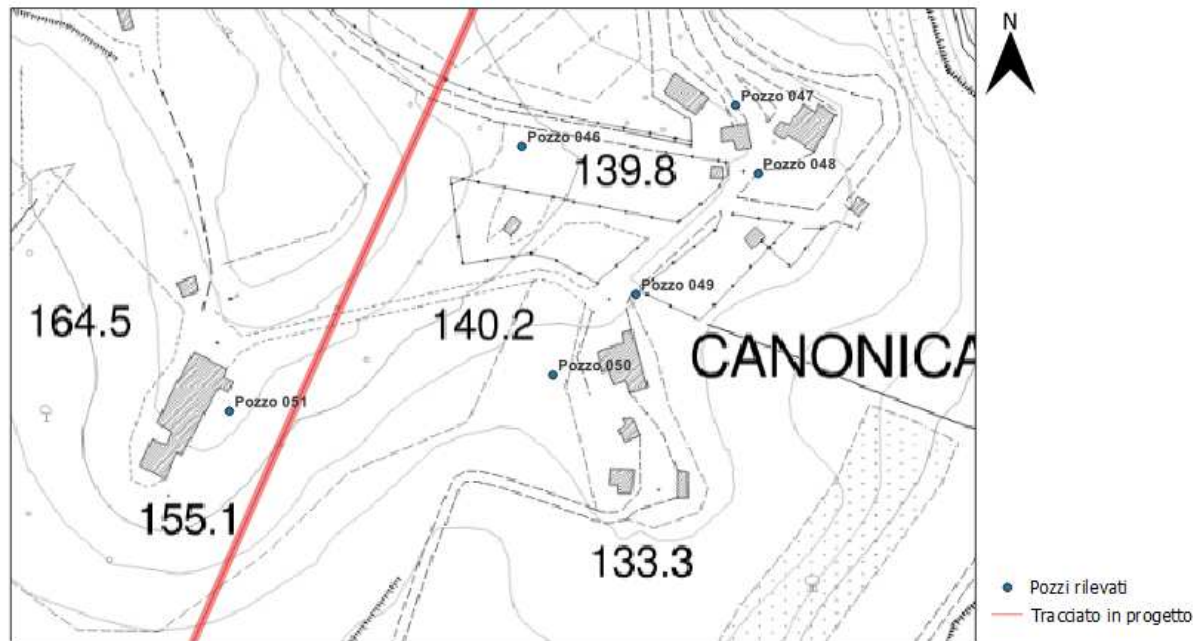 N
Pozzo 047
Pozzo 046
139.8
Pozzo 048
Pozzo 049
164.5
140.2
CANONICA
Pozzo 050
Pozzo 051
155.1
133.3
Pozzi rilevati
Tracciato in progetto